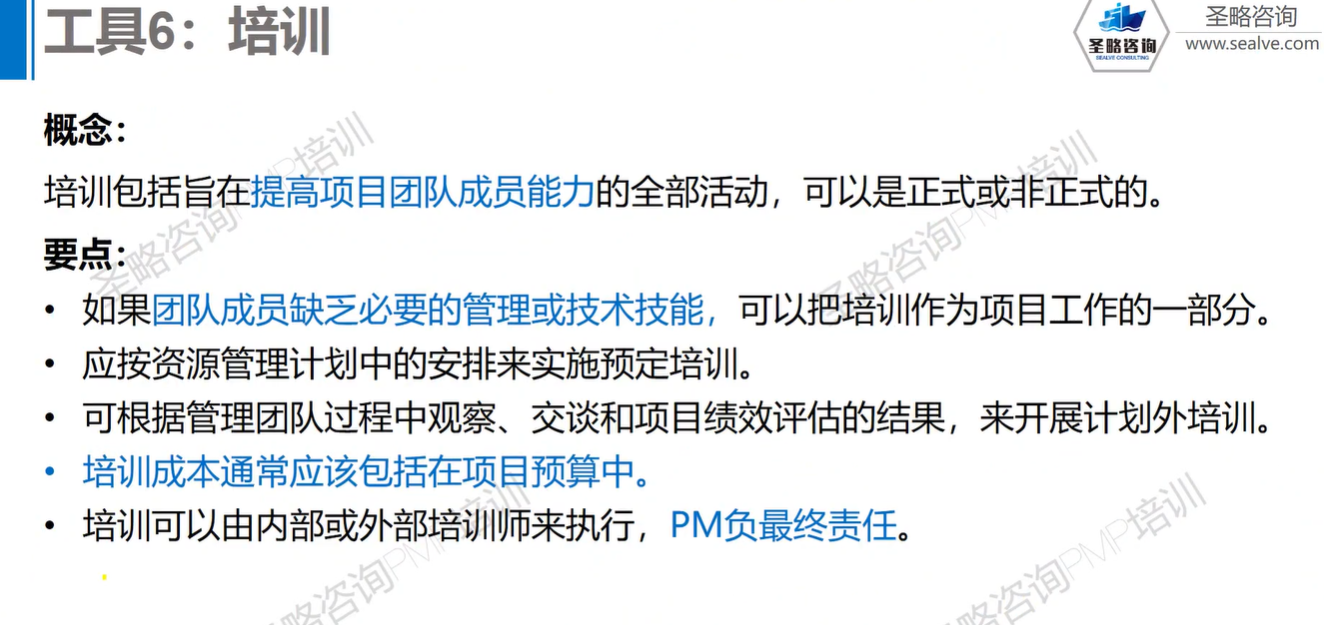 工具6：培训
圣略咨询
SEALVE CONSULTING
圣略咨询
www.sealve.com
概念：
培训包括旨在提高项目团队成员能力的全部活动，可以是正式或非正式的。
要点：
• 如果团队成员缺乏必要的管理或技术技能，可以把培训作为项目工作的一部分。
• 应按资源管理计划中的安排来实施预定培训。
• 可根据管理团队过程中观察、交谈和项目绩效评估的结果，来开展计划外培训。
• 培训成本通常应该包括在项目预算中。
• 培训可以由内部或外部培训师来执行，PM负最终责任。
圣略咨询PMP培训
圣略咨询PMP培训
圣略咨询PMP培训
圣略咨询PMP培训